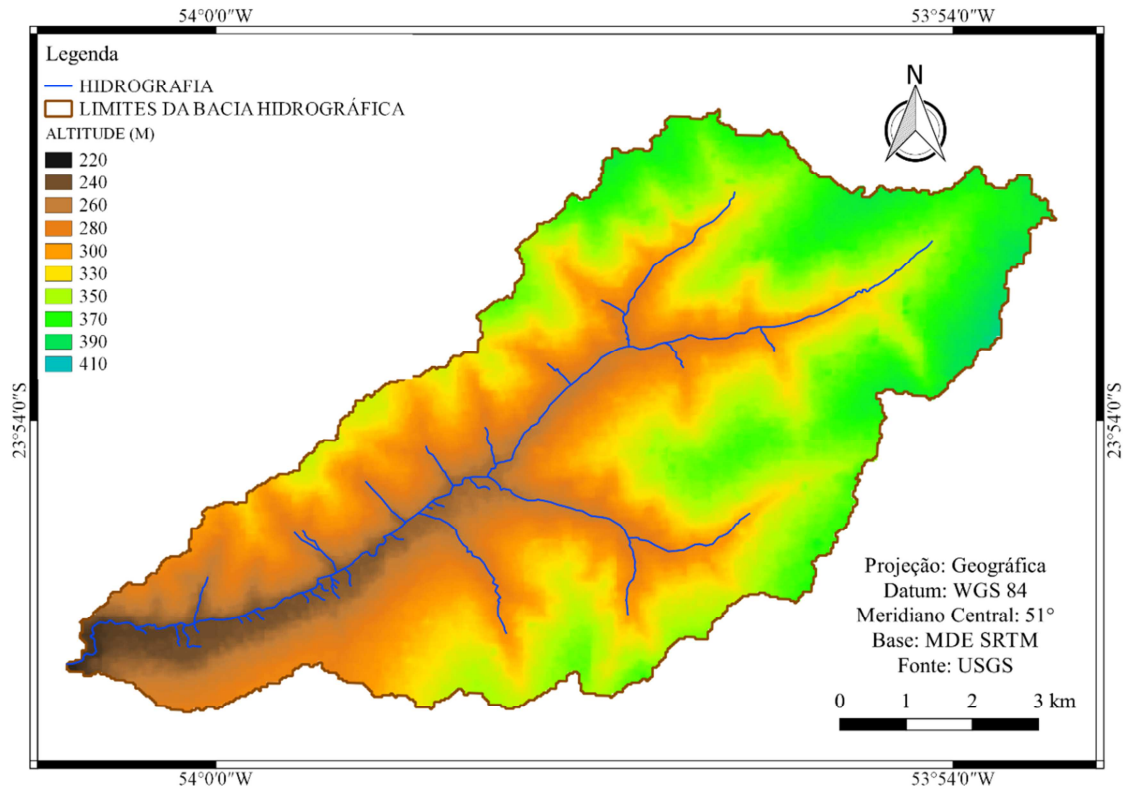 54°0'0"W 23°54'0"W
Legenda
HIDROGRAFIA
LIMITES DA BACIA HIDROGRÁFICA
ALTITUDE (M)
220
240
260
280
300
330
350
370
390
410
N
23°54'0"S
23°54'0"S
Projeção: Geográfica
Datum: WGS 84
Meridiano Central: 51°
Base: MDE SRTM
Fonte: USGS
0 1 2 3 km
54°0'0"W 53°54'0"W